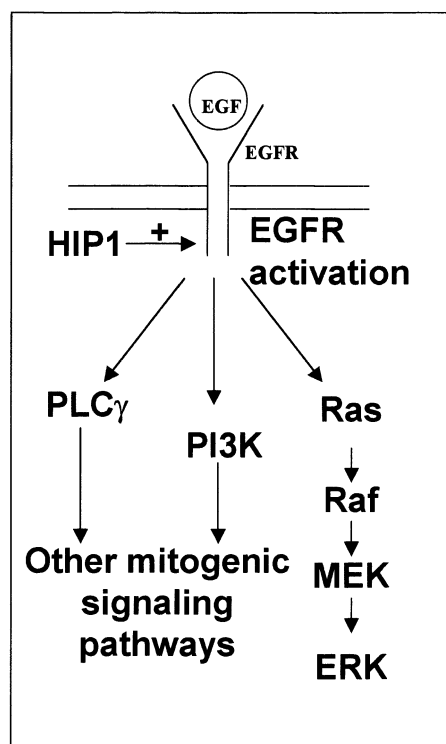 EGF
EGFR
HIP1
+
EGFR
activation
PLCγ
PI3K
Ras
Raf
MEK
ERK
Other mitogenic
signaling
pathways